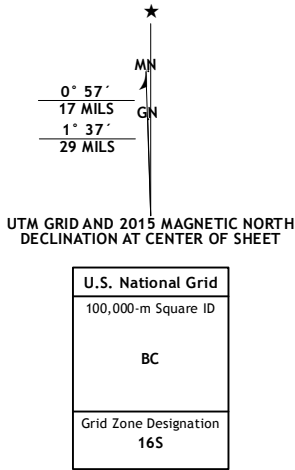 MN
0° 57´
17 MILS
GN
1° 37´
29 MILS
UTM GRID AND 2015 MAGNETIC NORTH
DECLINATION AT CENTER OF SHEET
U.S. National Grid
100,000-m Square ID
BC
Grid Zone Designation
16S